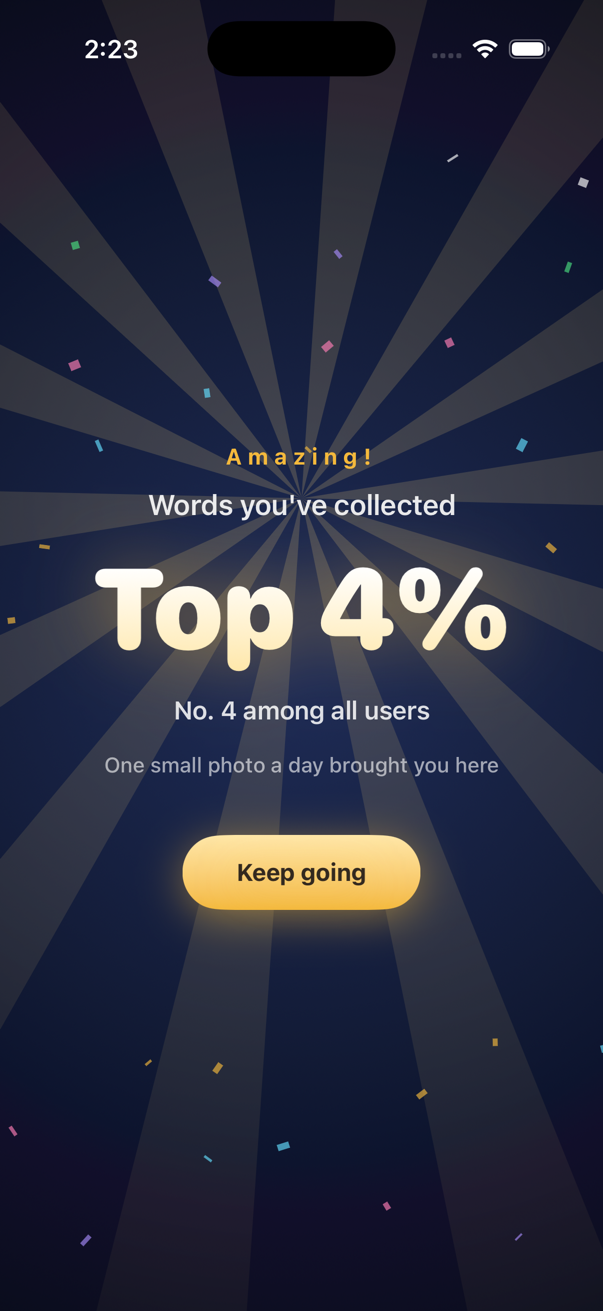 2:23
Amazing!
Words you've collected
Top 4%
No. 4 among all users
One small photo a day brought you here
Keep going